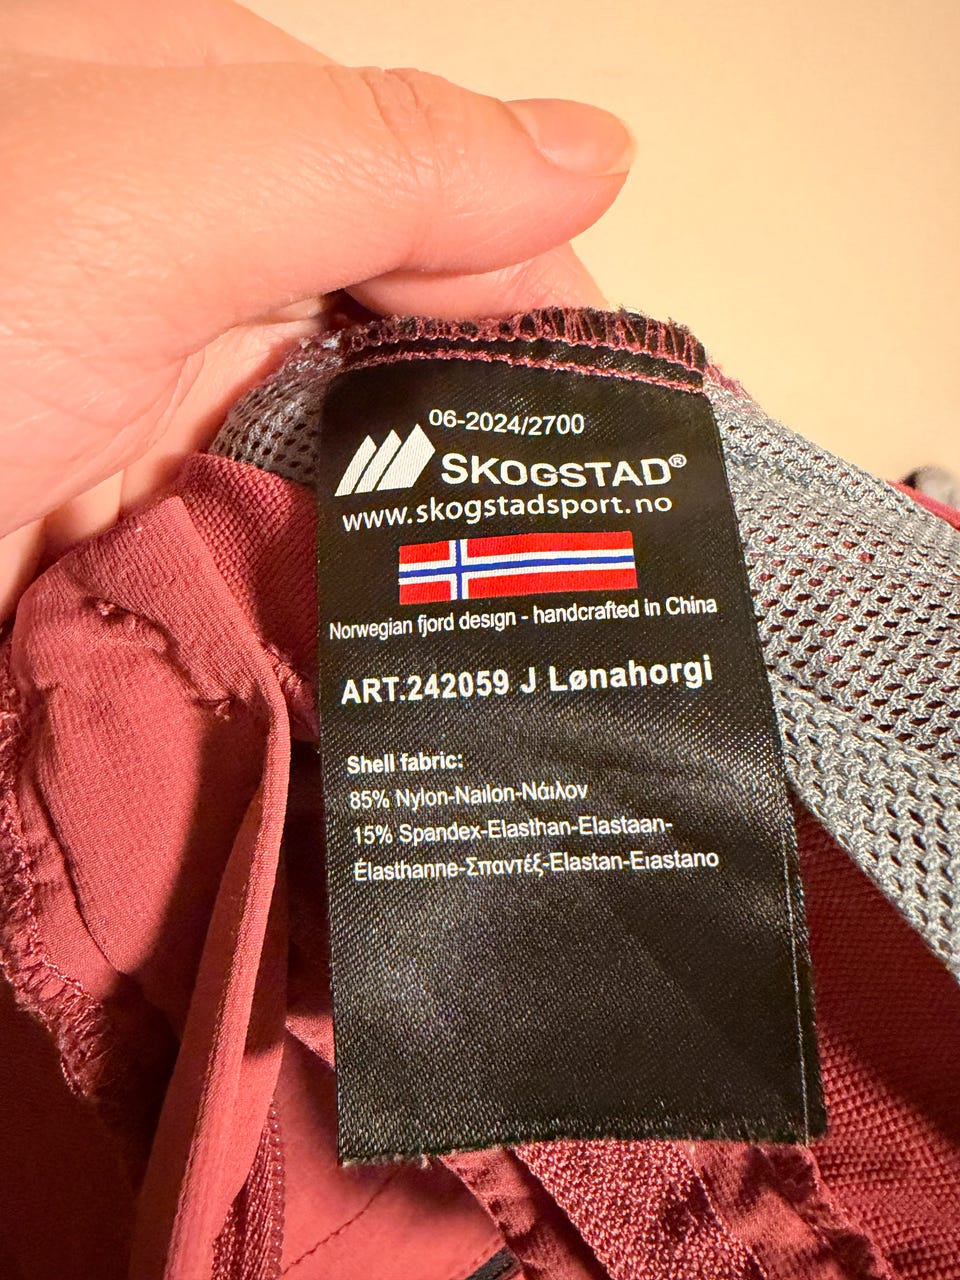 06-2024/2700
SKOGSTAD®
www.skogstadsport.no
Norwegian fjord design - handcrafted in China
ART.242059 J Lønahorgi
Shell fabric:
85% Nylon-Nailon-Νάιλον
15% Spandex-Elasthan-Elastaan-
Élasthanne-Σπαντέξ-Elastan-Eιastano